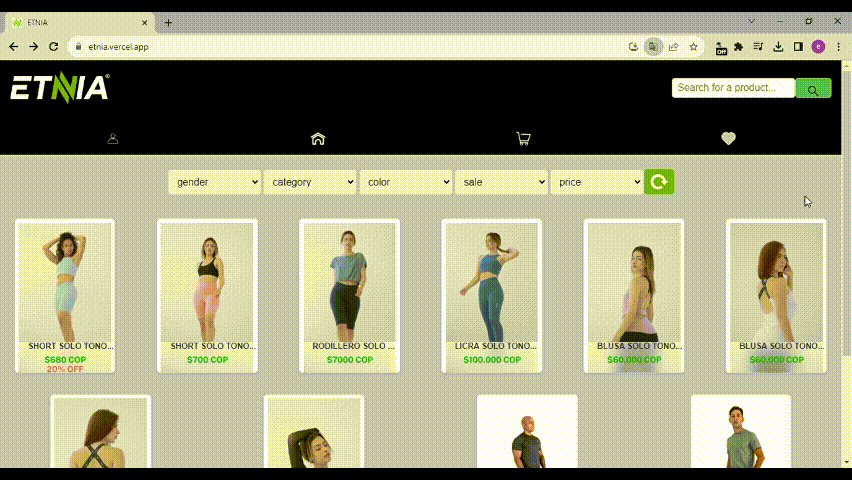 ETNIA
etnia.vercel.app
Off
e
ETNIA
Search for a product...
gender category color sale price
SHORT SOLO TONO... SHORT SOLO TONO... RODILLERO SOLO ... LICRA SOLO TONO... BLUSA SOLO TONO... BLUSA SOLO TONO...
$680 COP $700 COP $7000 COP $100.000 COP $60.000 COP $60.000 COP
20% OFF